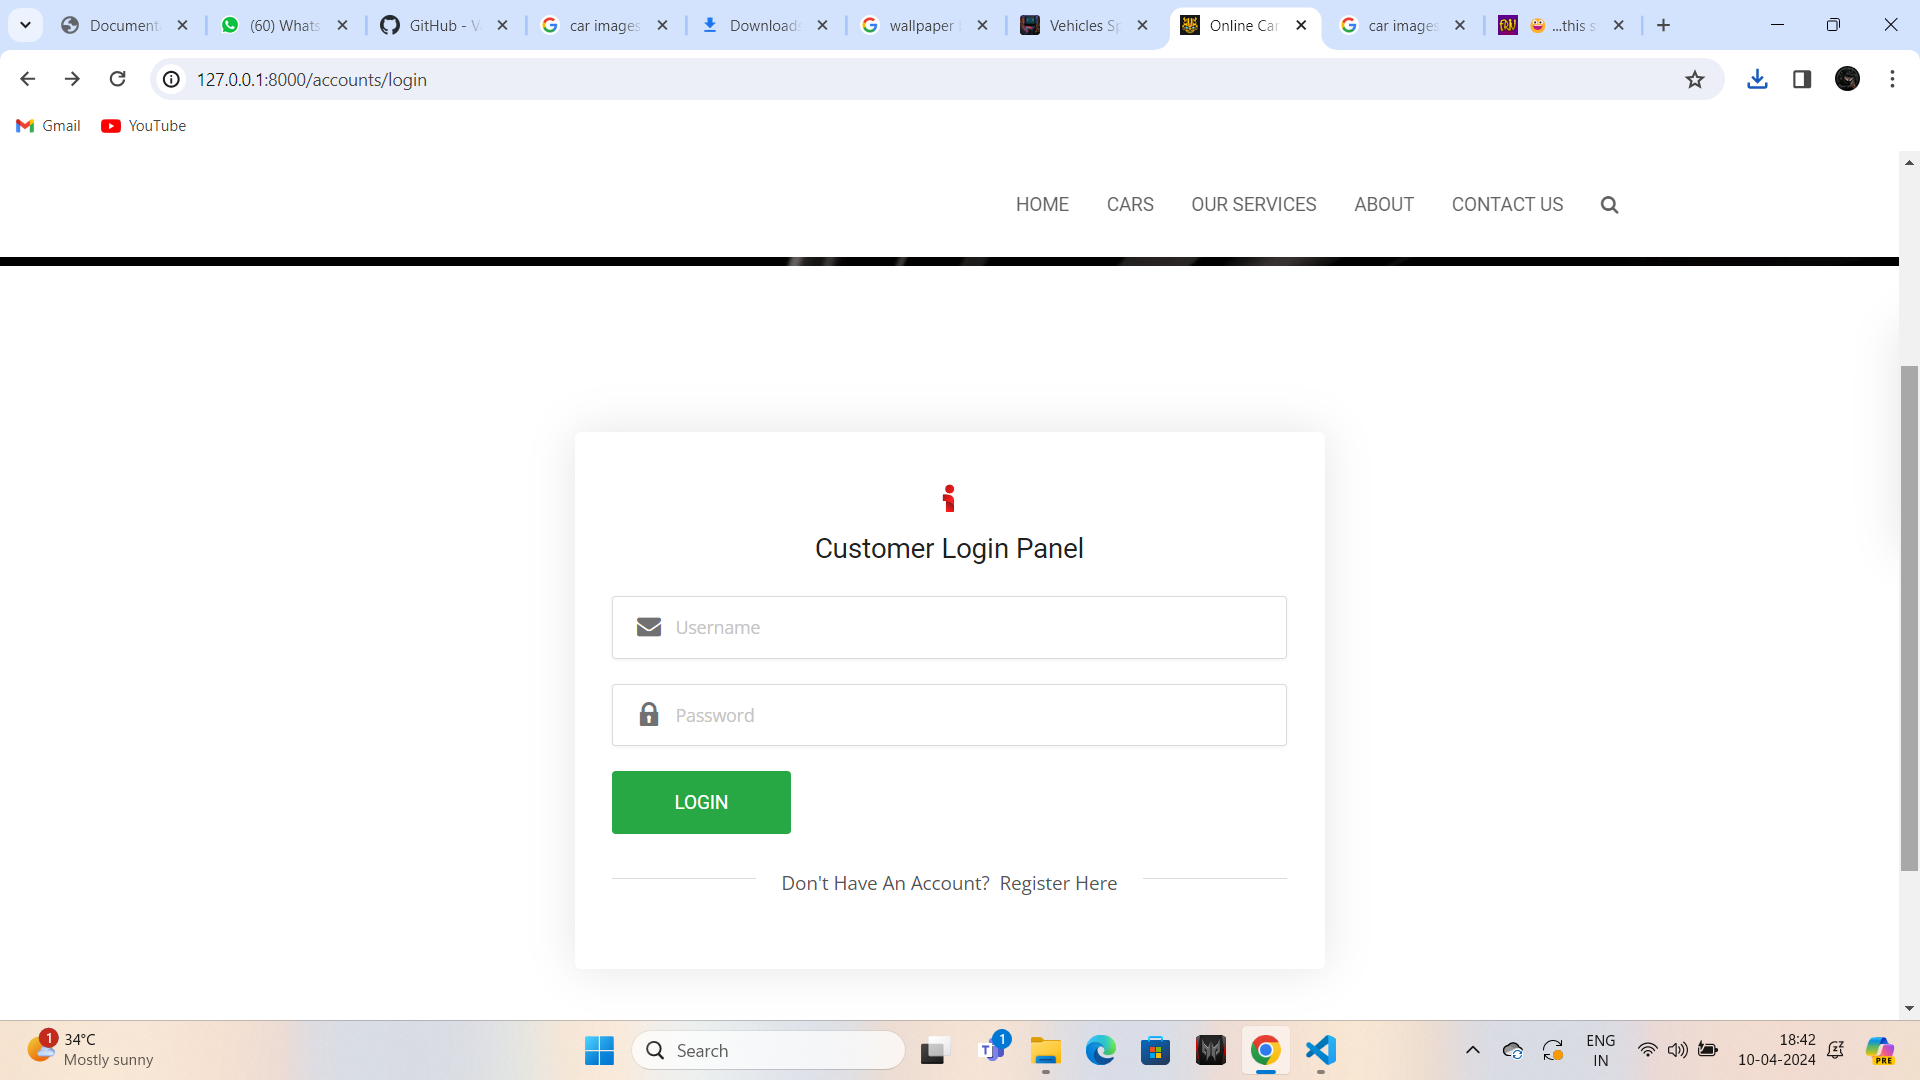 Document
(60) Whats
GitHub - V
car images
Downloads
wallpaper
Vehicles Sp
Online Car
car images
...this s
127.0.0.1:8000/accounts/login
Gmail
YouTube
HOME CARS OUR SERVICES ABOUT CONTACT US
Customer Login Panel
Username
Password
LOGIN
Don't Have An Account? Register Here
1
34°C
Mostly sunny
Search
1
ENG
IN
18:42
10-04-2024
PRE